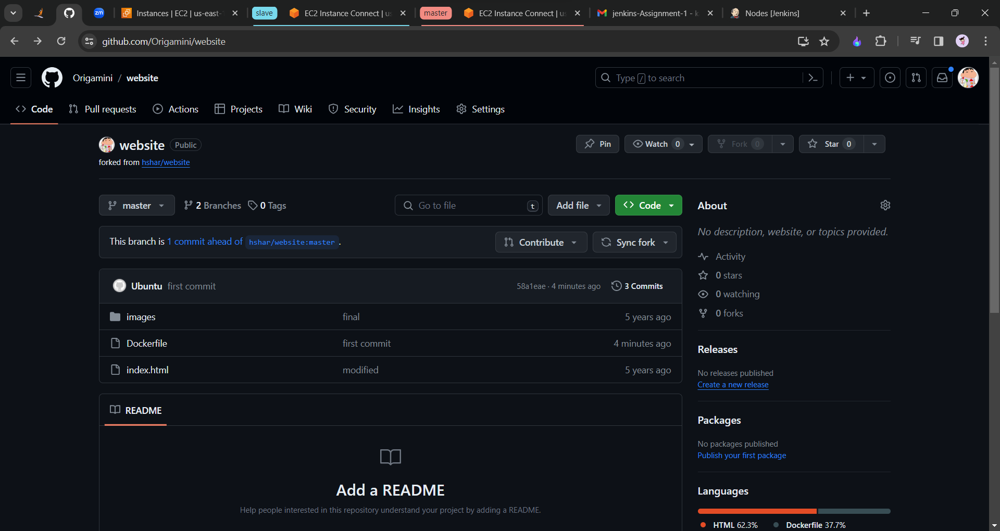 zm
Instances | EC2 | us-east-
slave
EC2 Instance Connect | us
master
EC2 Instance Connect | us
jenkins-Assignment-1 - k
Nodes [Jenkins]
github.com/Origamini/website
Origamini / website
Type / to search
Code
Pull requests
Actions
Projects
Wiki
Security
Insights
Settings
website
Public
Pin
Watch 0
Fork 0
Star 0
forked from hshar/website
master
2 Branches
0 Tags
Go to file
t
Add file
Code
About
No description, website, or topics provided.
This branch is 1 commit ahead of hshar/website:master .
Contribute
Sync fork
Activity
0 stars
0 watching
0 forks
Ubuntu first commit
58a1eae · 4 minutes ago
3 Commits
images final 5 years ago
Dockerfile first commit 4 minutes ago
index.html modified 5 years ago
README
Add a README
Help people interested in this repository understand your project by adding a README.
Releases
No releases published
Create a new release
Packages
No packages published
Publish your first package
Languages
HTML 62.3%
Dockerfile 37.7%